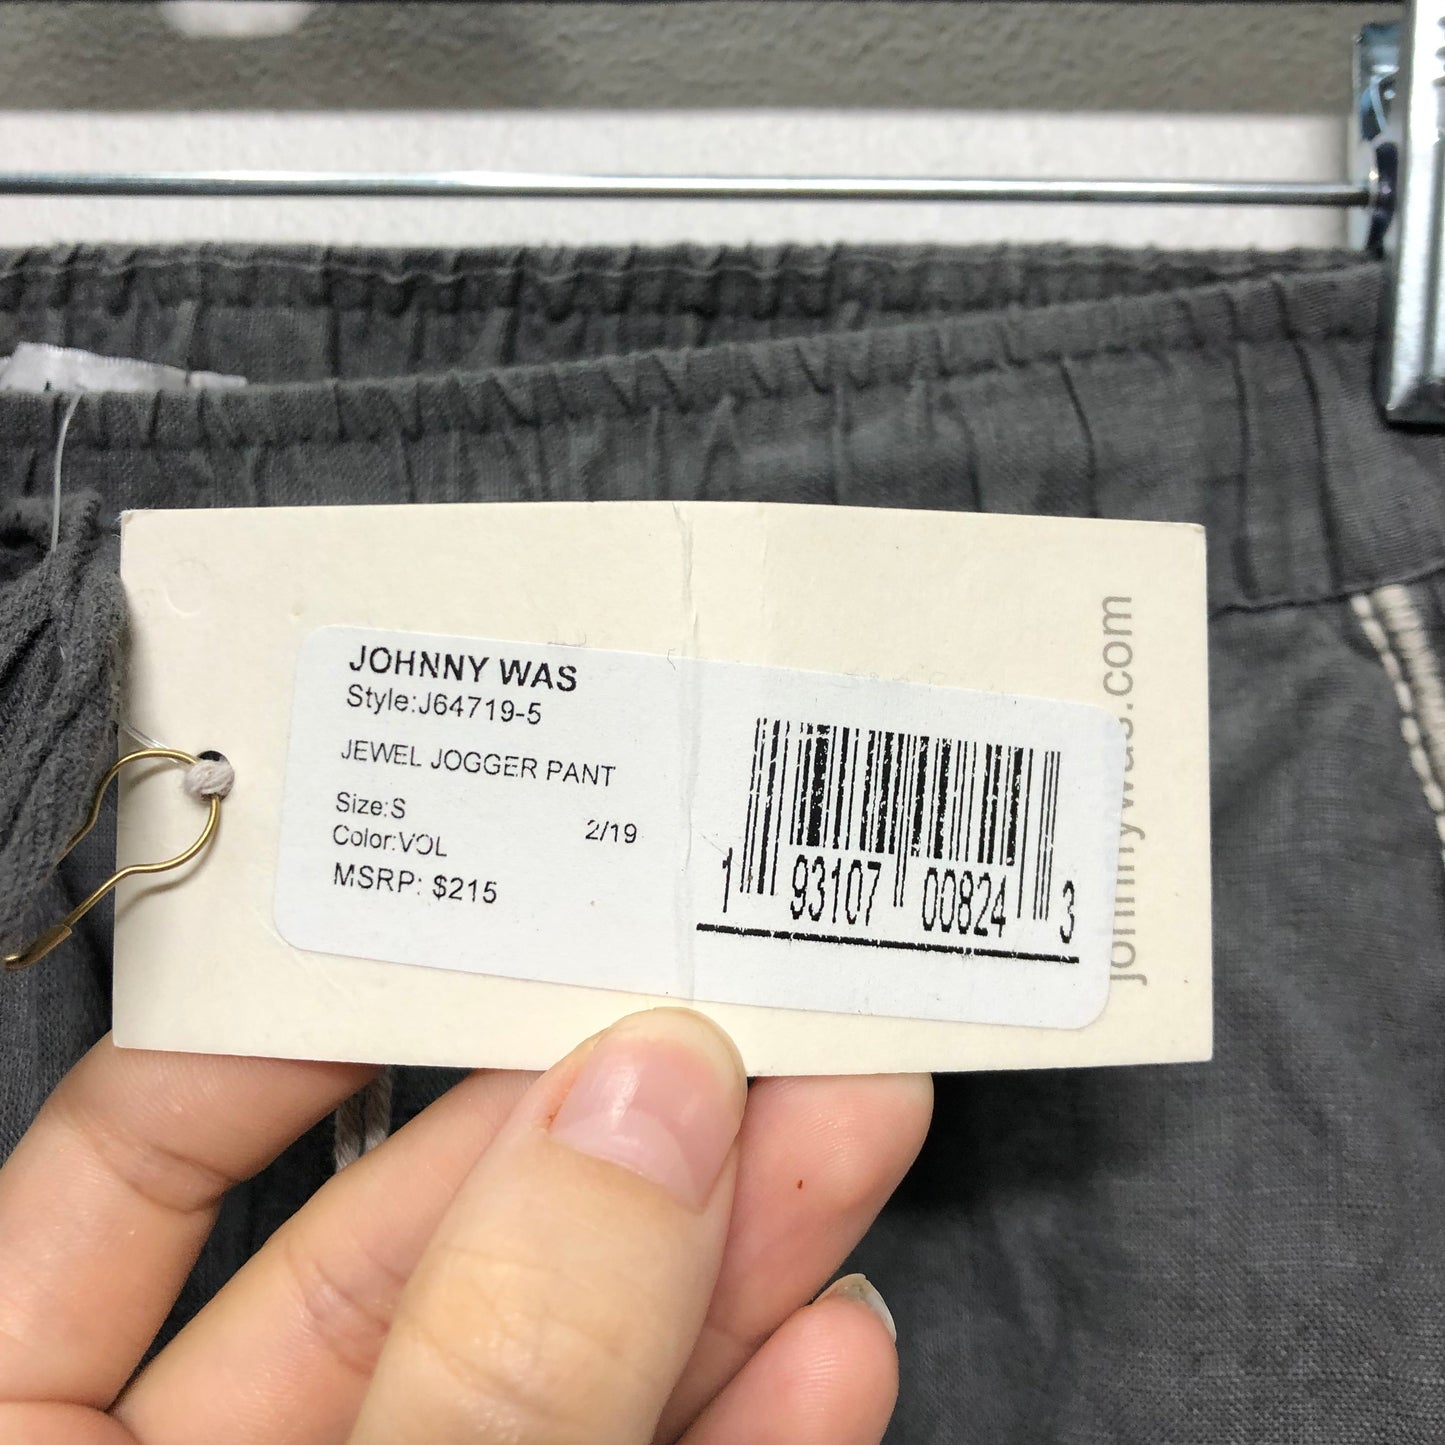 JOHNNY WAS
Style:J64719-5
JEWEL JOGGER PANT
Size:S
2/19
Color:VOL
MSRP: $215
1 93107 00824 3
johnnywas.com